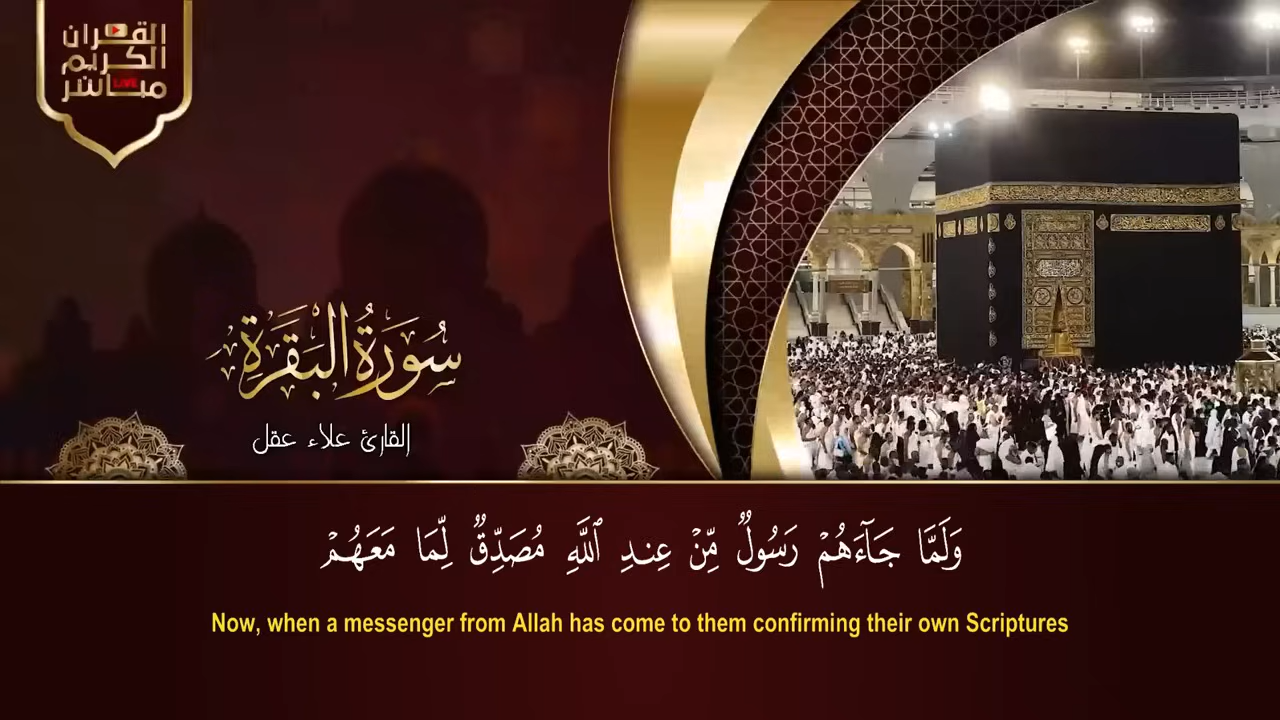 القرآن
الكريم
مباشر
LIVE
سُورَةُ البَقَرَةِ
القارئ علاء عقل
وَلَمَّا جَآءَهُمْ رَسُولٌ مِّنْ عِندِ ٱللَّهِ مُصَدِّقٌ لِّمَا مَعَهُمْ
Now, when a messenger from Allah has come to them confirming their own Scriptures